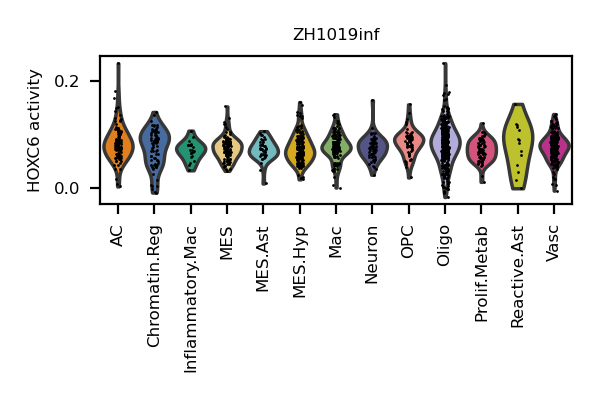 ZH1019inf
HOXC6 activity
0.2
0.0
AC
Chromatin.Reg
Inflammatory.Mac
MES
MES.Ast
MES.Hyp
Mac
Neuron
OPC
Oligo
Prolif.Metab
Reactive.Ast
Vasc